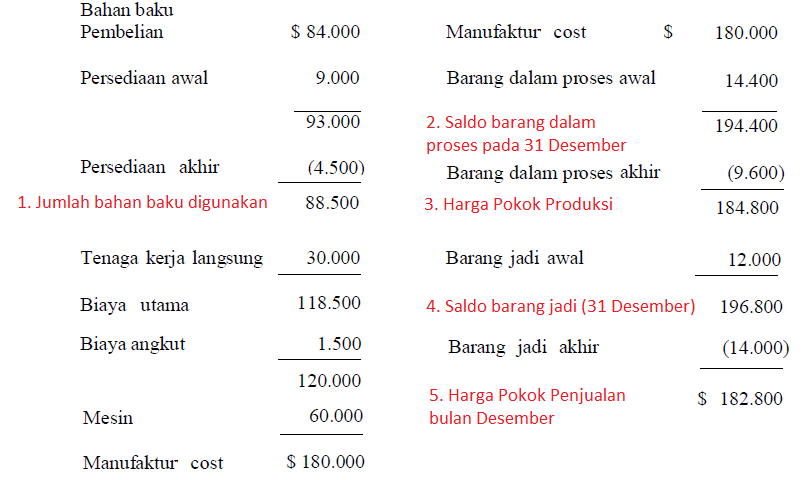 Bahan baku
Pembelian $ 84.000
Persediaan awal 9.000
93.000
Persediaan akhir (4.500)
1. Jumlah bahan baku digunakan 88.500
Tenaga kerja langsung 30.000
Biaya utama 118.500
Biaya angkut 1.500
120.000
Mesin 60.000
Manufaktur cost $ 180.000
Manufaktur cost $ 180.000
Barang dalam proses awal 14.400
2. Saldo barang dalam 194.400
proses pada 31 Desember
Barang dalam proses akhir (9.600)
3. Harga Pokok Produksi 184.800
Barang jadi awal 12.000
4. Saldo barang jadi (31 Desember) 196.800
Barang jadi akhir (14.000)
5. Harga Pokok Penjualan $ 182.800
bulan Desember